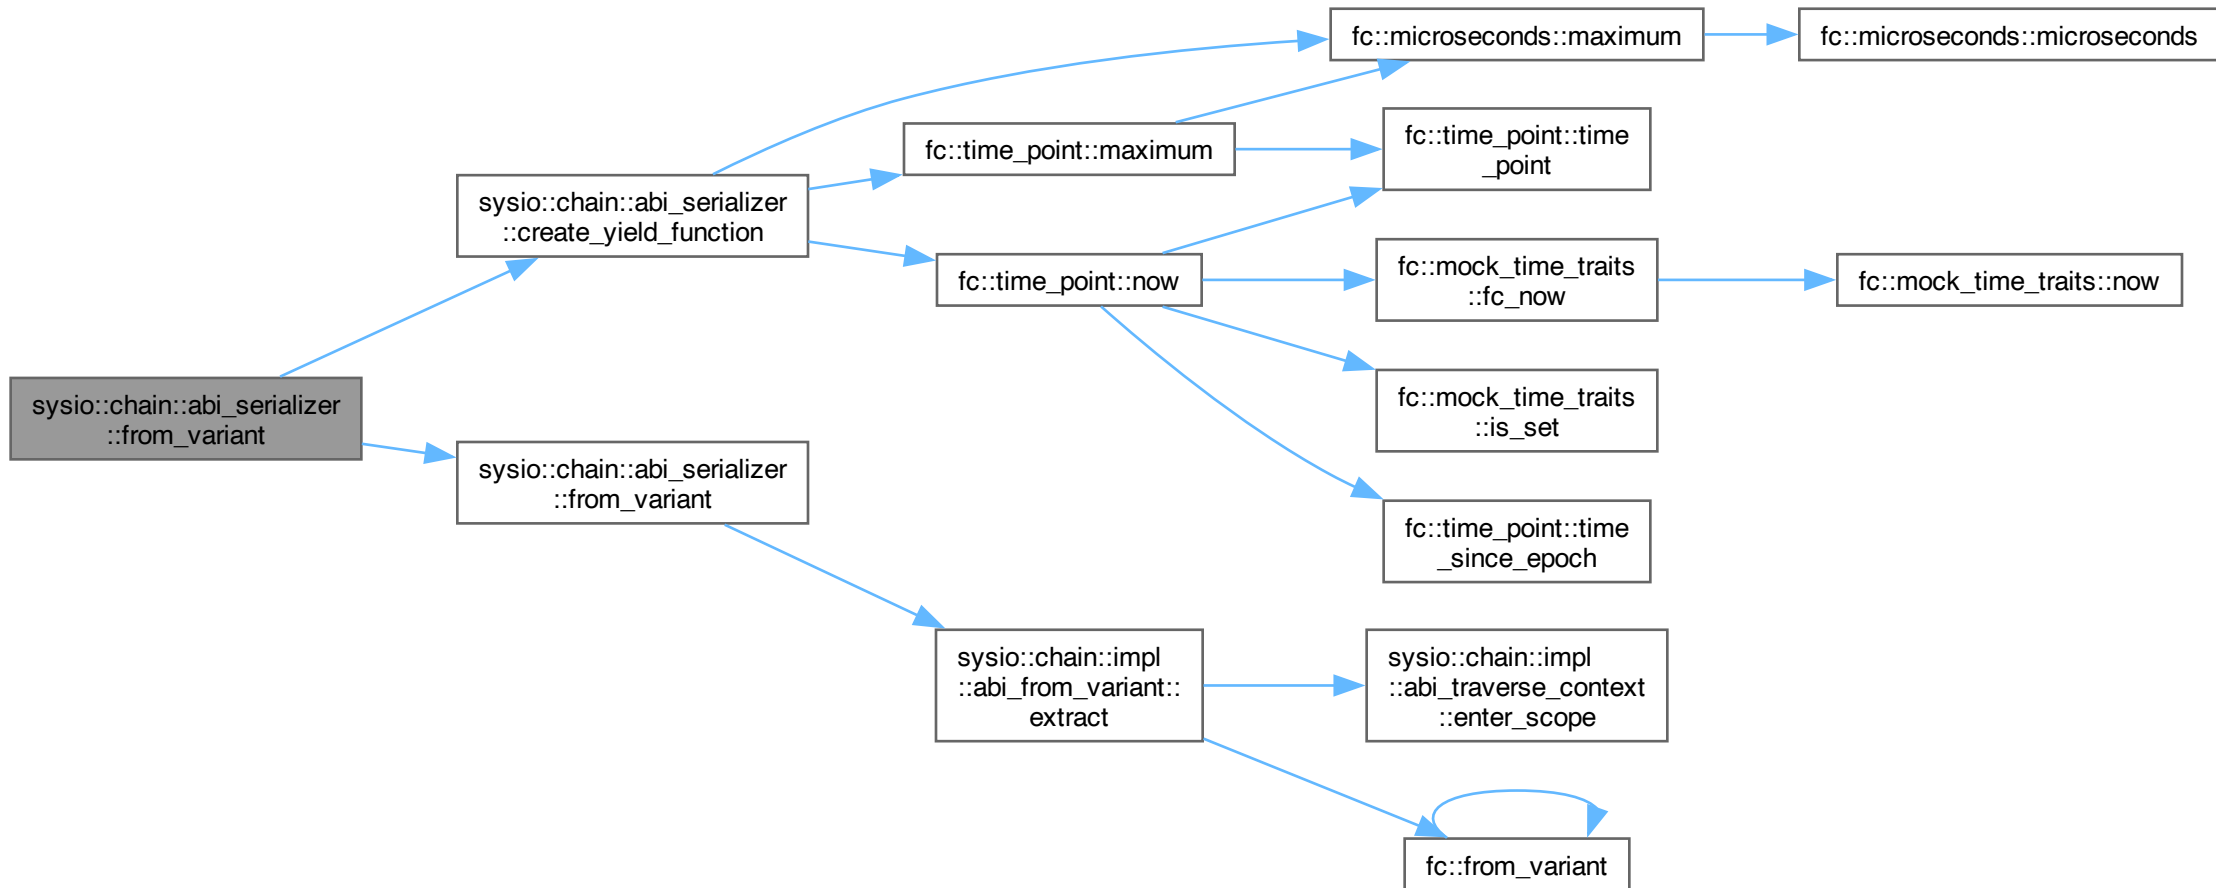 sysio::chain::abi_serializer
::from_variant
sysio::chain::abi_serializer
::create_yield_function
sysio::chain::abi_serializer
::from_variant
fc::time_point::maximum
fc::time_point::now
sysio::chain::impl
::abi_from_variant::
extract
fc::microseconds::maximum
fc::time_point::time
_point
fc::mock_time_traits
::fc_now
fc::mock_time_traits
::is_set
fc::time_point::time
_since_epoch
sysio::chain::impl
::abi_traverse_context
::enter_scope
fc::from_variant
fc::microseconds::microseconds
fc::mock_time_traits::now